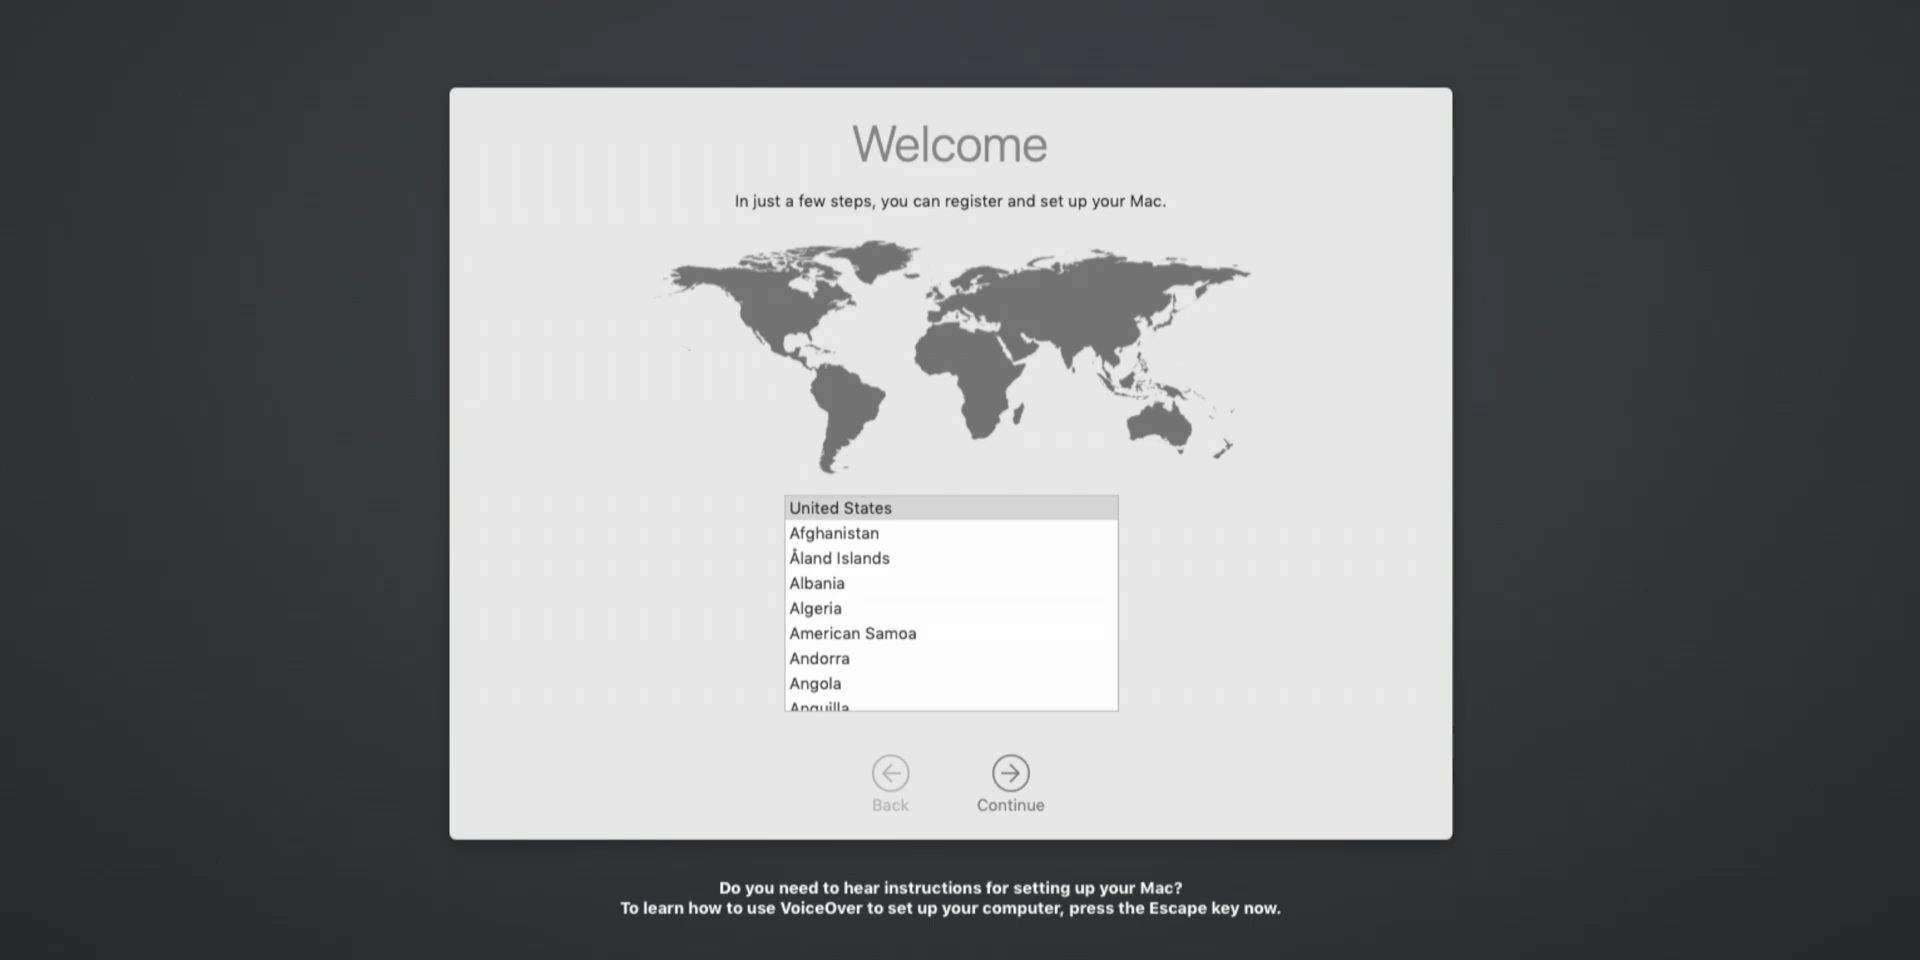 Welcome
In just a few steps, you can register and set up your Mac.
United States
Afghanistan
Åland Islands
Albania
Algeria
American Samoa
Andorra
Angola
Anguilla
Back
Continue
Do you need to hear instructions for setting up your Mac?
To learn how to use VoiceOver to set up your computer, press the Escape key now.